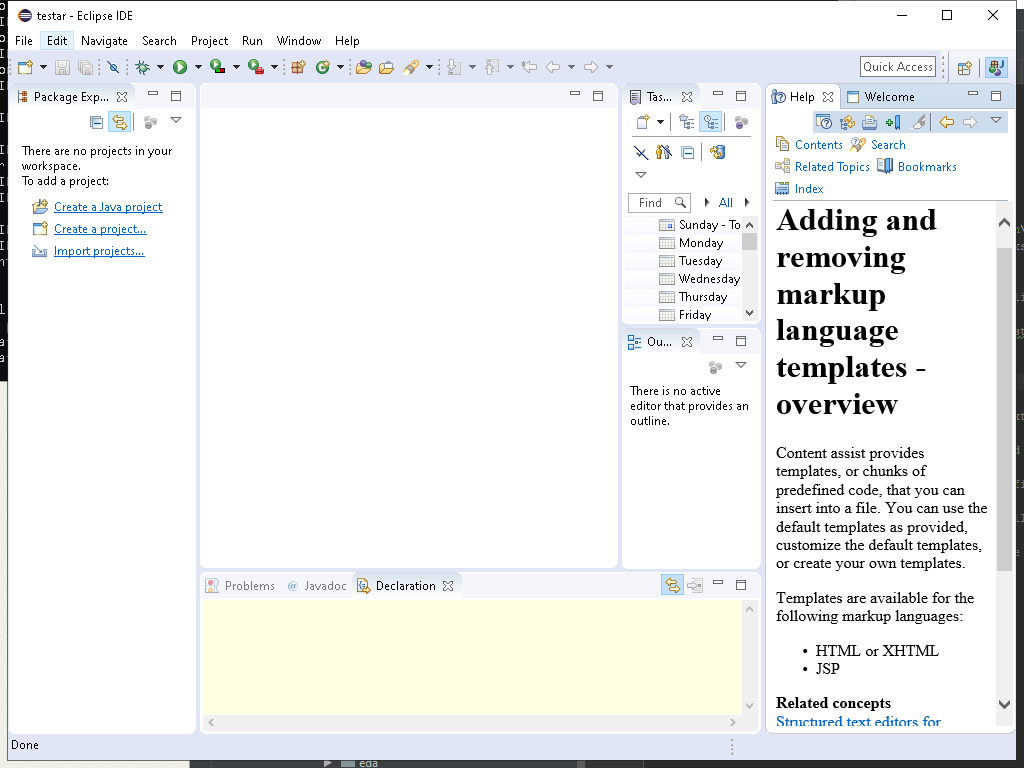 testar - Eclipse IDE
File Edit Navigate Search Project Run Window Help
Quick Access
Package Exp...
There are no projects in your
workspace.
To add a project:
Create a Java project
Create a project...
Import projects...
Tas...
Find
All
Sunday - To
Monday
Tuesday
Wednesday
Thursday
Friday
Ou...
There is no active
editor that provides an
outline.
Problems @ Javadoc Declaration
Help Welcome
Contents Search
Related Topics Bookmarks
Index
Adding and
removing
markup
language
templates -
overview
Content assist provides
templates, or chunks of
predefined code, that you can
insert into a file. You can use the
default templates as provided,
customize the default templates,
or create your own templates.
Templates are available for the
following markup languages:
• HTML or XHTML
• JSP
Related concepts
Structured text editors for
Done
eda